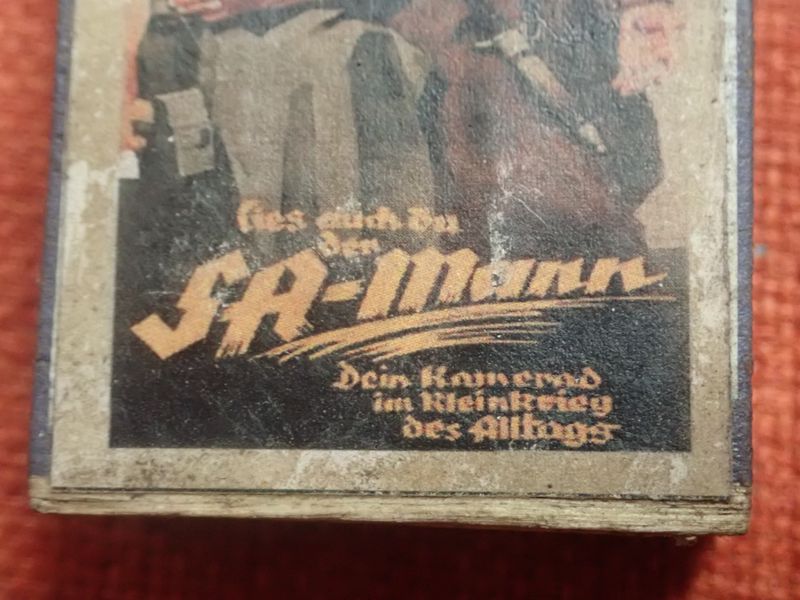 Lies auch du
den
SA-Mann
Dein Kamerad
im Kleinkrieg
des Alltags